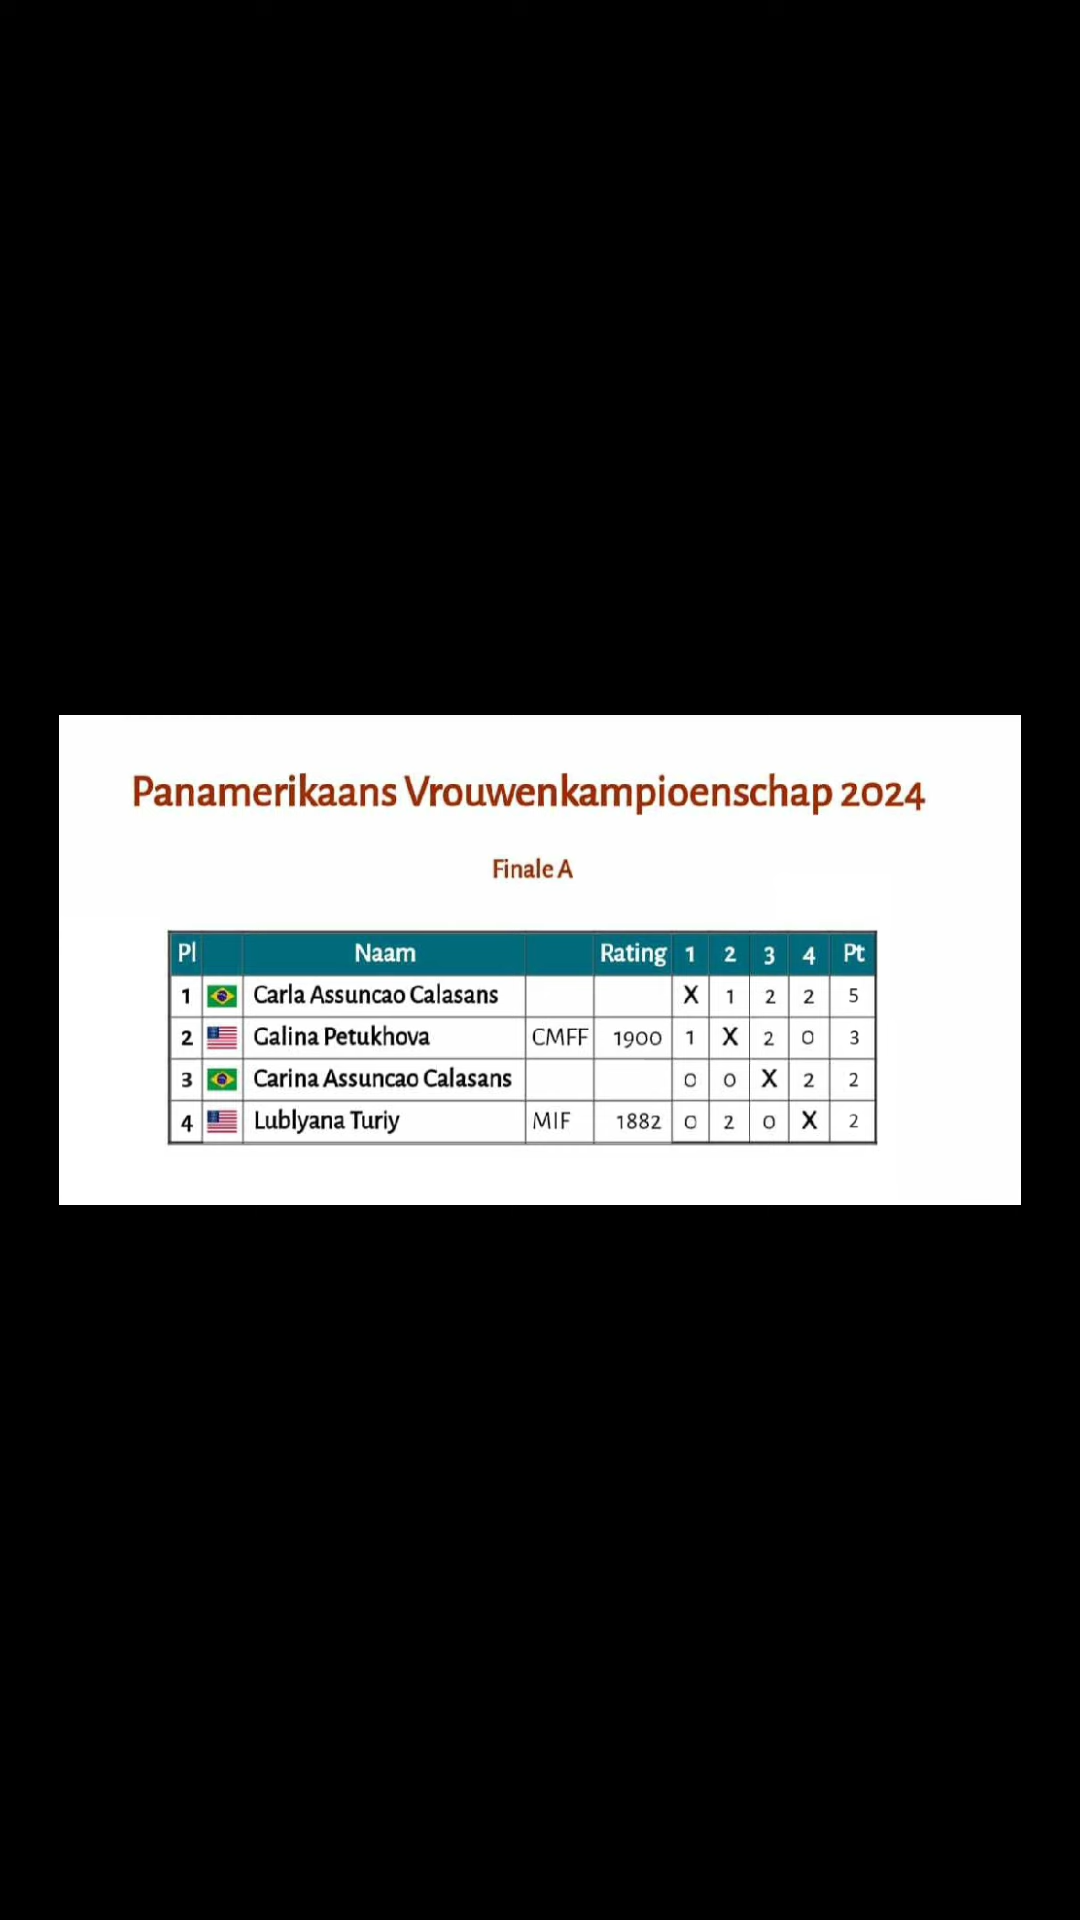 Panamerikaans Vrouwenkampioenschap 2024
Finale A
Pl Naam Rating 1 2 3 4 Pt
1 Carla Assuncao Calasans X 1 2 2 5
2 Galina Petukhova CMFF 1900 1 X 2 0 3
3 Carina Assuncao Calasans 0 0 X 2 2
4 Lublyana Turiy MIF 1882 0 2 0 X 2